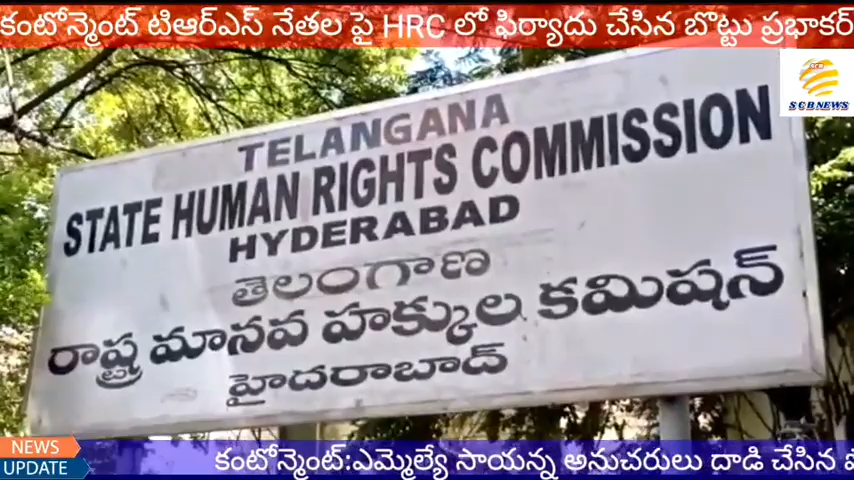 కంటోన్మెంట్ టిఆర్ఎస్ నేతల పై HRC లో ఫిర్యాదు చేసిన బొట్టు ప్రభాకర్
SCB
SCBNEWS
TELANGANA
STATE HUMAN RIGHTS COMMISSION
HYDERABAD
తెలంగాణ
రాష్ట్ర మానవ హక్కుల కమిషన్
హైదరాబాద్
NEWS
UPDATE
కంటోన్మెంట్:ఎమ్మెల్యే సాయన్న అనుచరులు దాడి చేసిన